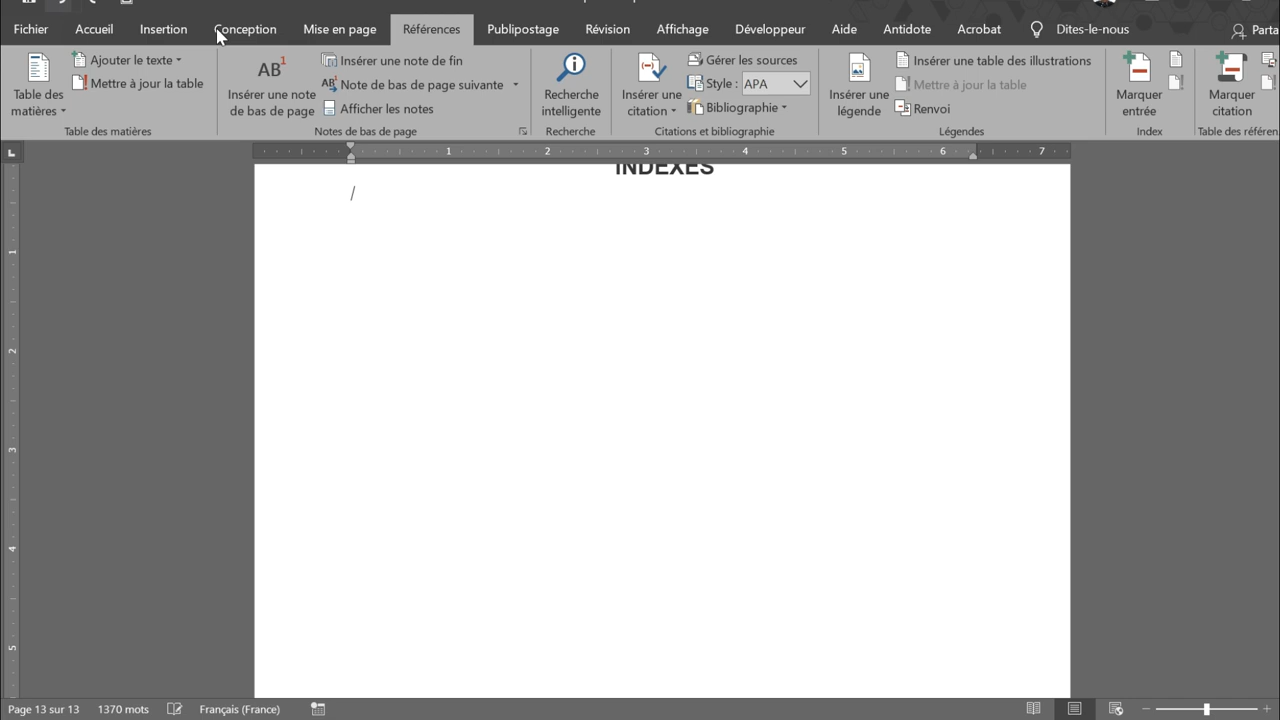 Fichier Accueil Insertion Conception Mise en page Références Publipostage Révision Affichage Développeur Aide Antidote Acrobat Dites-le-nous Parta
Table des matières
Ajouter le texte
Mettre à jour la table
Table des matières
AB1
Insérer une note de bas de page
Insérer une note de fin
Note de bas de page suivante
Afficher les notes
Notes de bas de page
Recherche intelligente
Recherche
Insérer une citation
Gérer les sources
Style : APA
Bibliographie
Citations et bibliographie
Insérer une légende
Insérer une table des illustrations
Mettre à jour la table
Renvoi
Légendes
Marquer entrée
Index
Marquer citation
Table des référen
1 2 3 4 5 6 7
INDEXES
1
2
3
4
5
Page 13 sur 13 1370 mots Français (France)